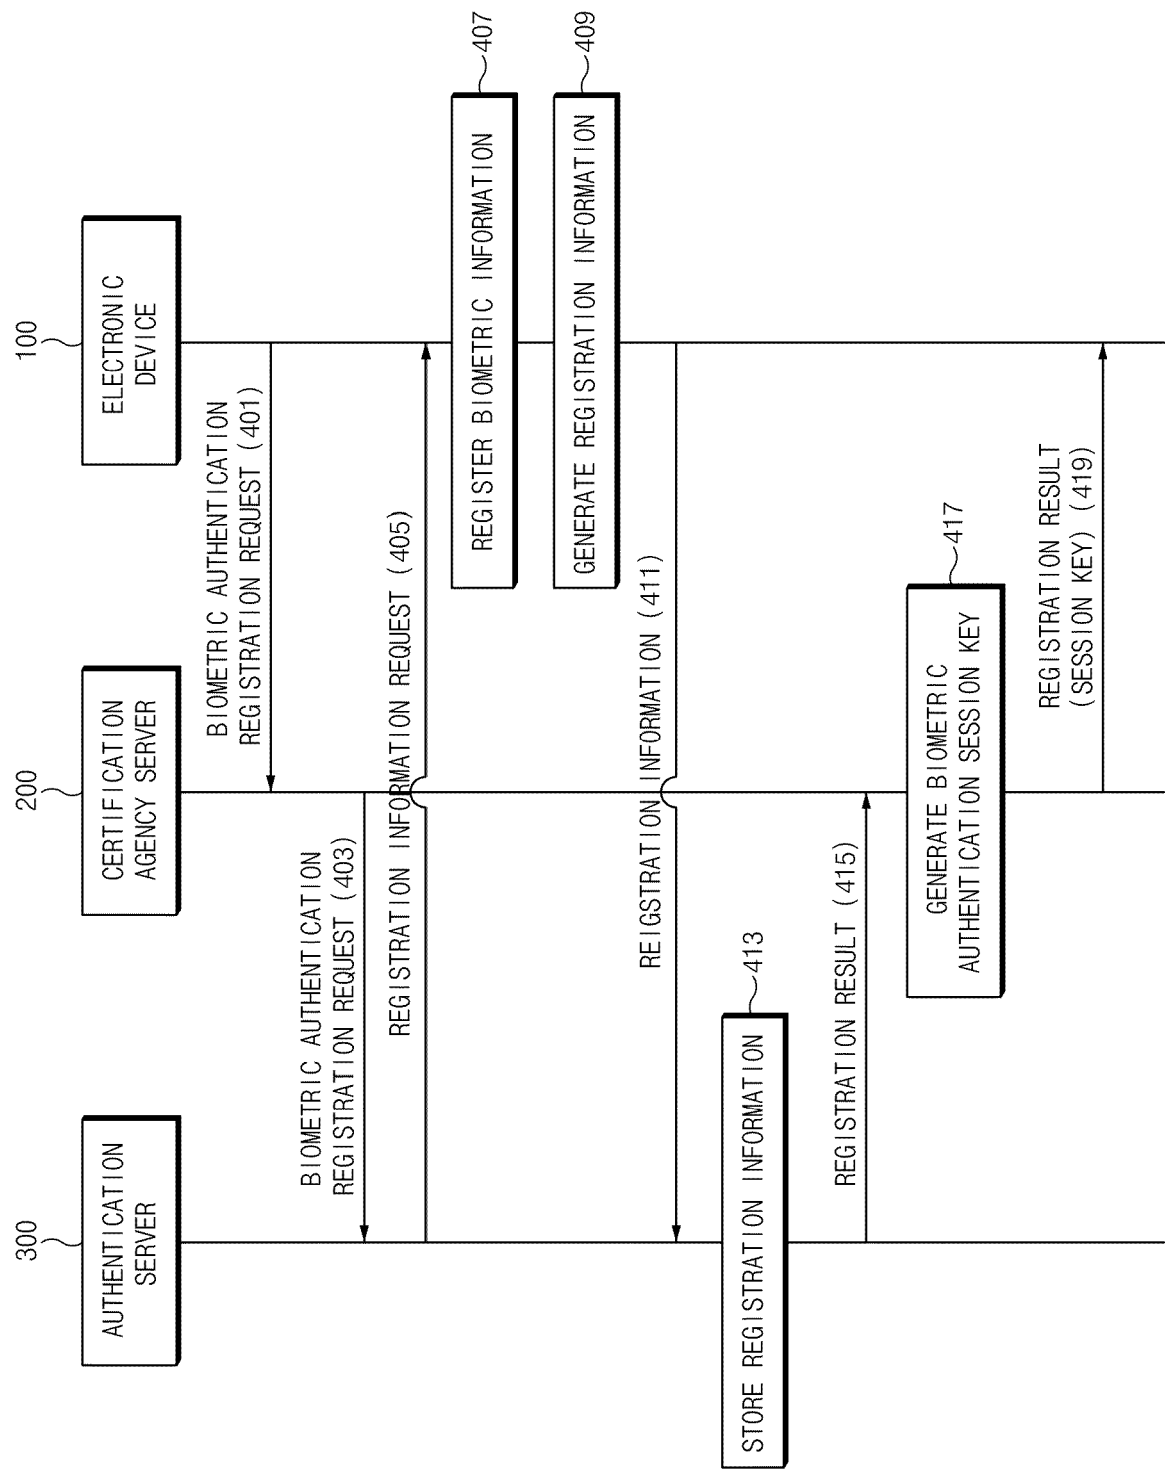 300
200
100
AUTHENTICATION
SERVER
CERTIFICATION
AGENCY SERVER
ELECTRONIC
DEVICE
BIOMETRIC AUTHENTICATION
REGISTRATION REQUEST (401)
BIOMETRIC AUTHENTICATION
REGISTRATION REQUEST (403)
REGISTRATION INFORMATION REQUEST (405)
REGISTER BIOMETRIC INFORMATION
407
GENERATE REGISTRATION INFORMATION
409
REIGSTRATION INFORMATION (411)
STORE REGISTRATION INFORMATION
413
REGISTRATION RESULT (415)
GENERATE BIOMETRIC
AUTHENTICATION SESSION KEY
417
REGISTRATION RESULT
(SESSION KEY) (419)